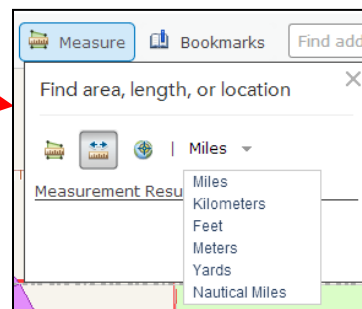 Measure Bookmarks Find add
Find area, length, or location
| Miles
Measurement Resu
Miles
Kilometers
Feet
Meters
Yards
Nautical Miles